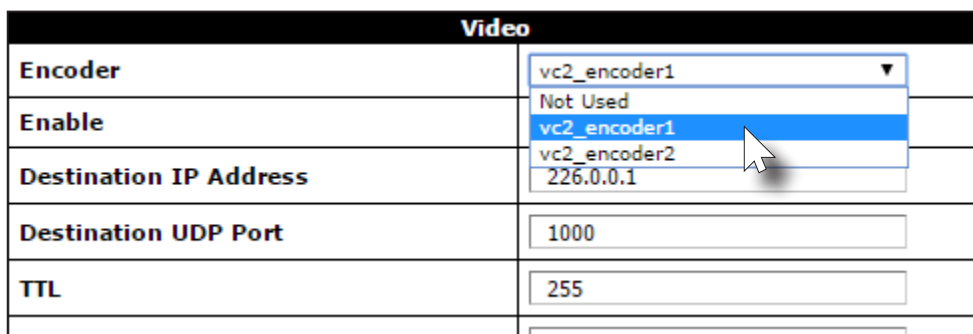 Video
Encoder vc2_encoder1
Not Used
Enable vc2_encoder1
vc2_encoder2
Destination IP Address 226.0.0.1
Destination UDP Port 1000
TTL 255